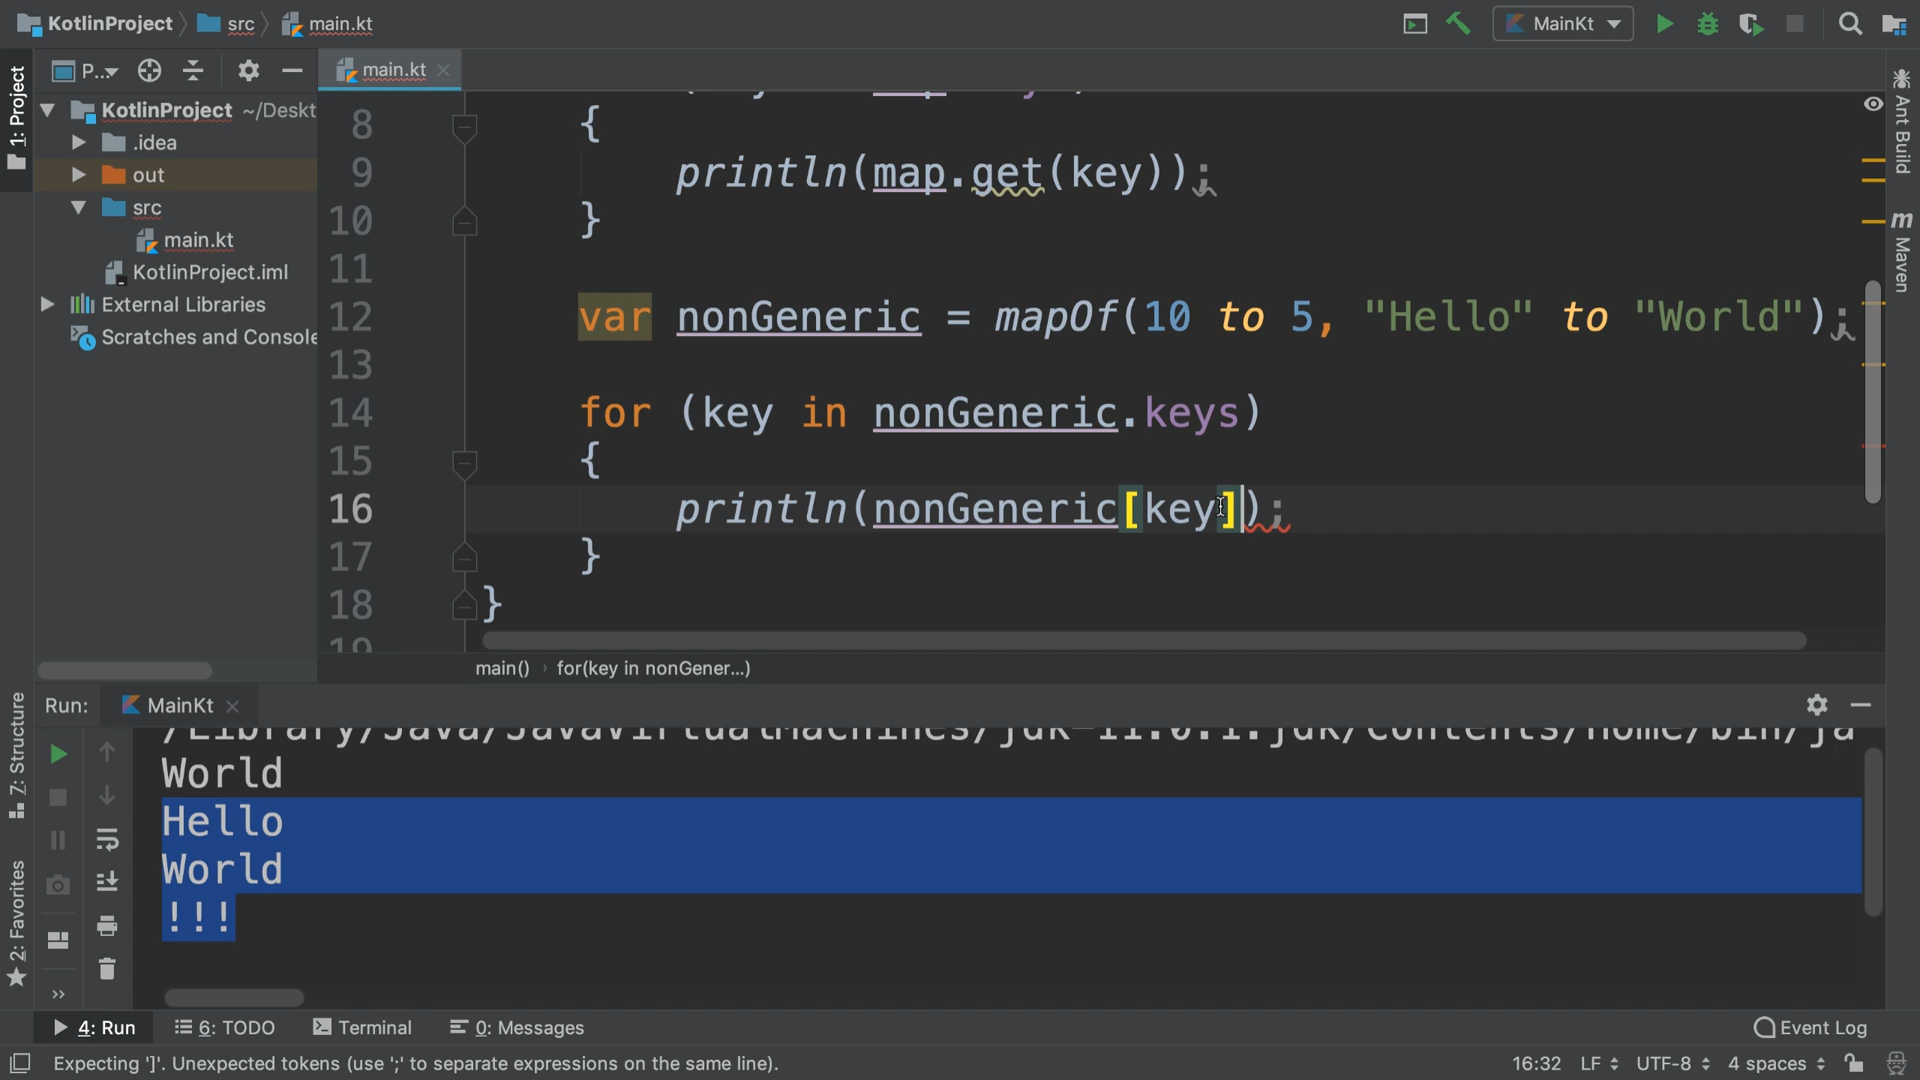 KotlinProject src main.kt MainKt
P... main.kt
1: Project
KotlinProject ~/Deskt
.idea
out
src
main.kt
KotlinProject.iml
External Libraries
Scratches and Console
8 {
9 println(map.get(key));
10 }
11
12 var nonGeneric = mapOf(10 to 5, "Hello" to "World");
13
14 for (key in nonGeneric.keys)
15 {
16 println(nonGeneric[key]);
17 }
18 }
19
main() › for(key in nonGener...)
Ant Build
m Maven
Run: MainKt
/Library/Java/JavaVirtualMachines/jdk-11.0.1.jdk/Contents/Home/bin/ja
World
Hello
World
!!!
7: Structure
2: Favorites
4: Run 6: TODO Terminal 0: Messages Event Log
Expecting ']'. Unexpected tokens (use ';' to separate expressions on the same line). 16:32 LF UTF-8 4 spaces